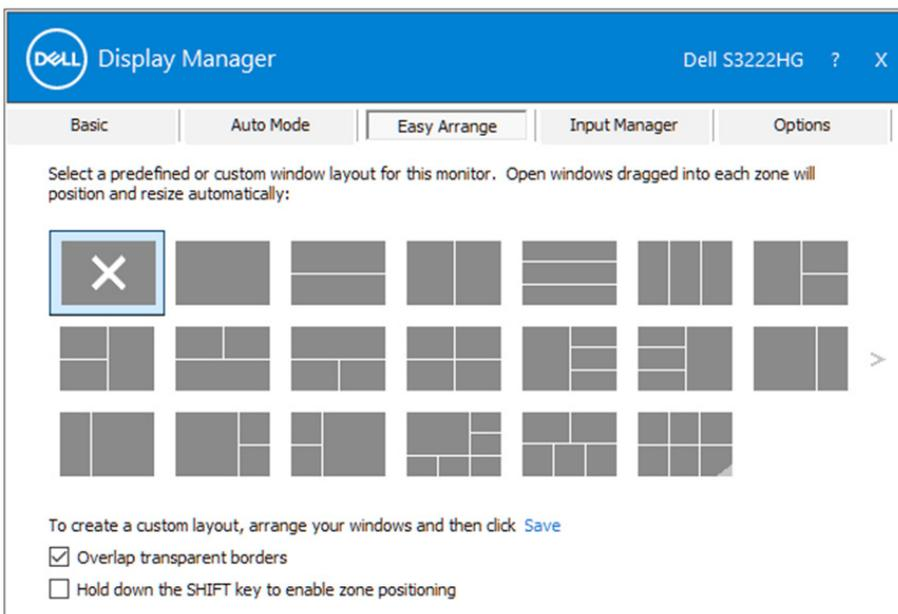 DELL Display Manager Dell S3222HG ? X
Basic Auto Mode Easy Arrange Input Manager Options
Select a predefined or custom window layout for this monitor. Open windows dragged into each zone will
position and resize automatically:
>
To create a custom layout, arrange your windows and then click Save
Overlap transparent borders
Hold down the SHIFT key to enable zone positioning